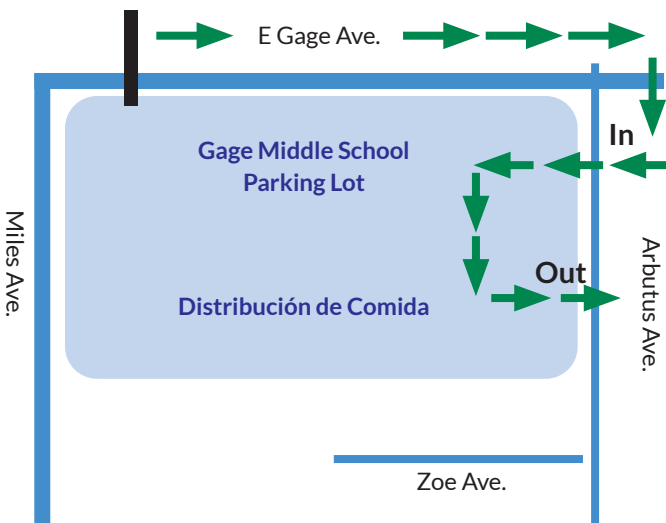 E Gage Ave.
In
Gage Middle School
Parking Lot
Miles Ave.
Arbutus Ave.
Out
Distribución de Comida
Zoe Ave.